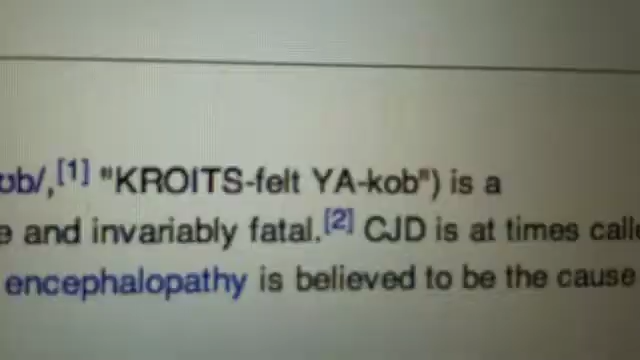 ʊb/,[1] "KROITS-felt YA-kob") is a
e and invariably fatal.[2] CJD is at times calle
encephalopathy is believed to be the cause